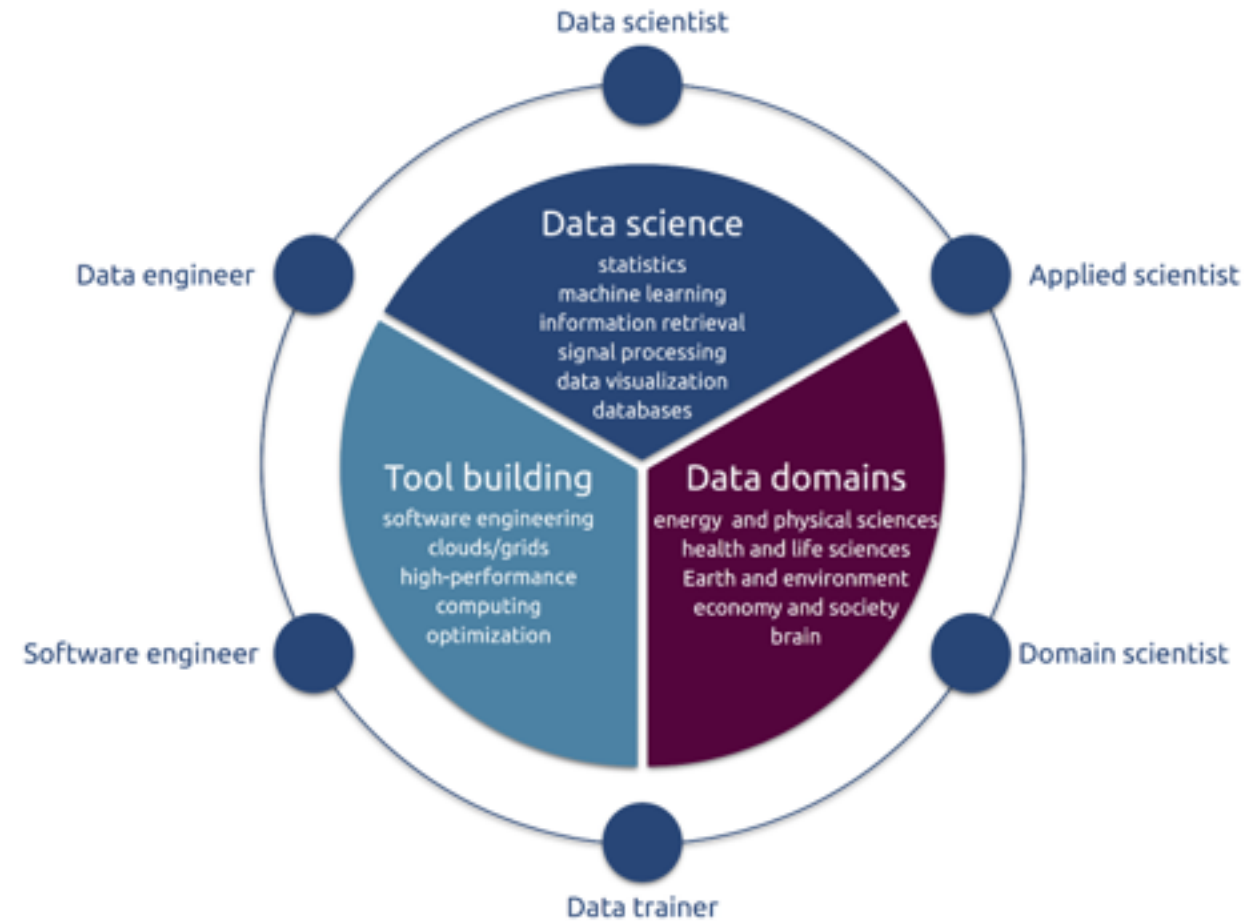 Data scientist
Data engineer
Applied scientist
Data science
statistics
machine learning
information retrieval
signal processing
data visualization
databases
Tool building
software engineering
clouds/grids
high-performance
computing
optimization
Data domains
energy and physical sciences
health and life sciences
Earth and environment
economy and society
brain
Software engineer
Domain scientist
Data trainer